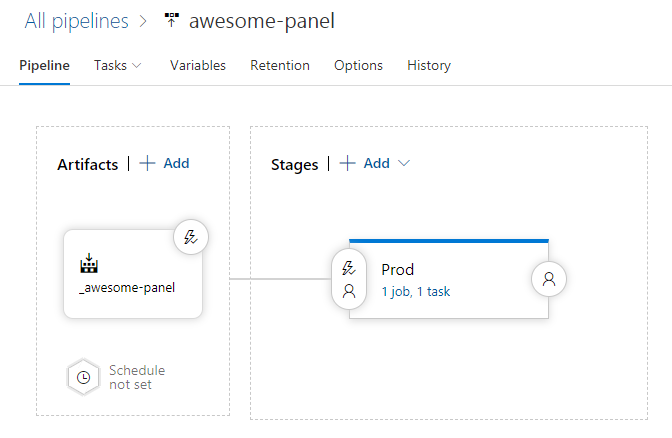 All pipelines > awesome-panel
Pipeline Tasks Variables Retention Options History
Artifacts | + Add
Stages | + Add
_awesome-panel
Prod
1 job, 1 task
Schedule
not set